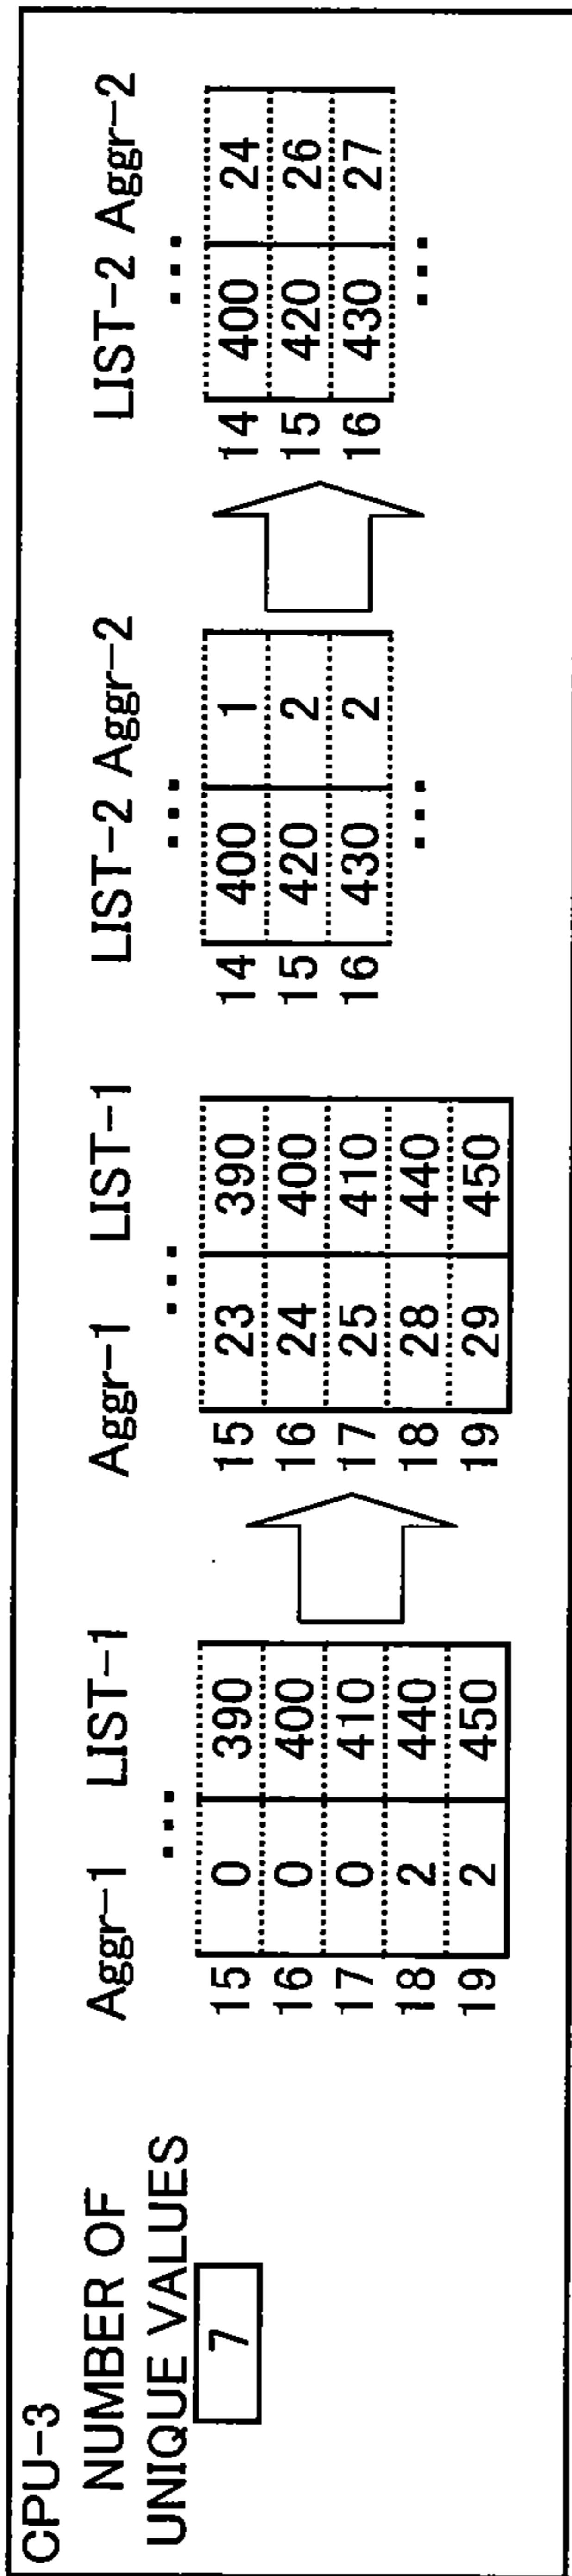 CPU-3
NUMBER OF
UNIQUE VALUES
7
Aggr-1 LIST-1
...
15 0 390
16 0 400
17 0 410
18 2 440
19 2 450
Aggr-1 LIST-1
...
15 23 390
16 24 400
17 25 410
18 28 440
19 29 450
LIST-2 Aggr-2
...
14 400 1
15 420 2
16 430 2
...
LIST-2 Aggr-2
...
14 400 24
15 420 26
16 430 27
...